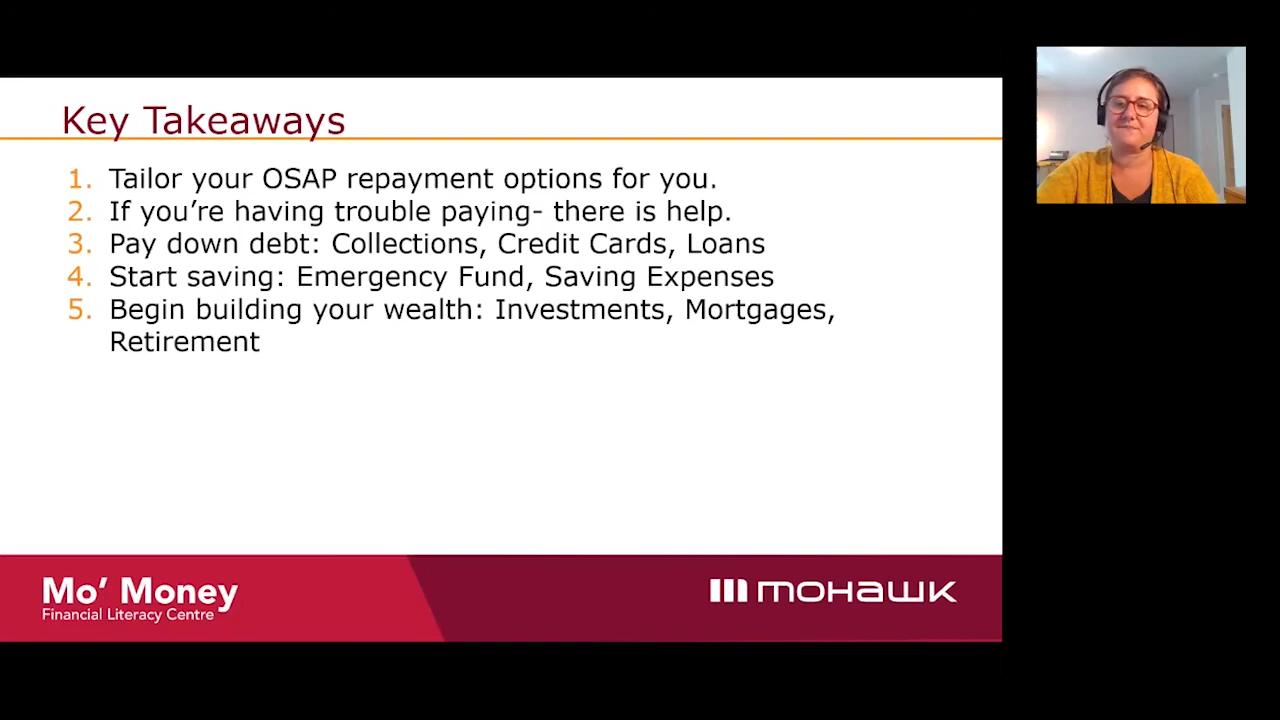 Key Takeaways
1. Tailor your OSAP repayment options for you.
2. If you’re having trouble paying- there is help.
3. Pay down debt: Collections, Credit Cards, Loans
4. Start saving: Emergency Fund, Saving Expenses
5. Begin building your wealth: Investments, Mortgages,
Retirement
Mo’ Money
Financial Literacy Centre
mohawk